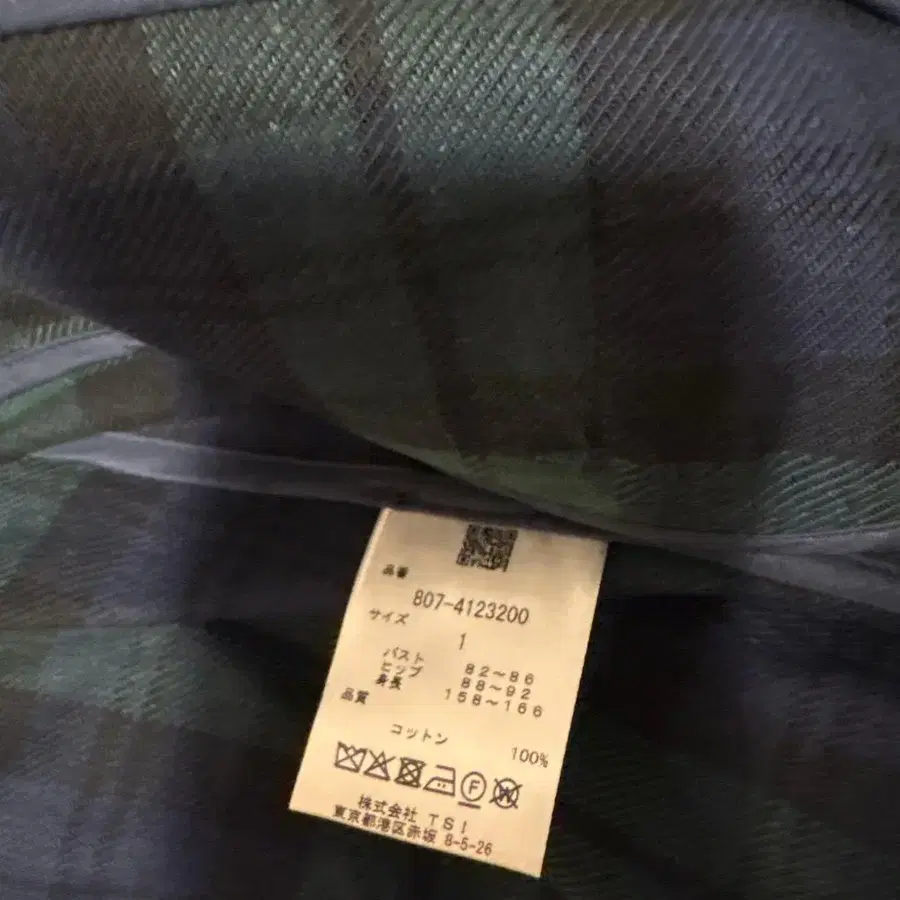 品番
807-4123200
サイズ
1
バスト 82~86
ヒップ 88~92
身長 158~166
品質
コットン 100%
F
W
株式会社 TSI
東京都港区赤坂 8-5-26